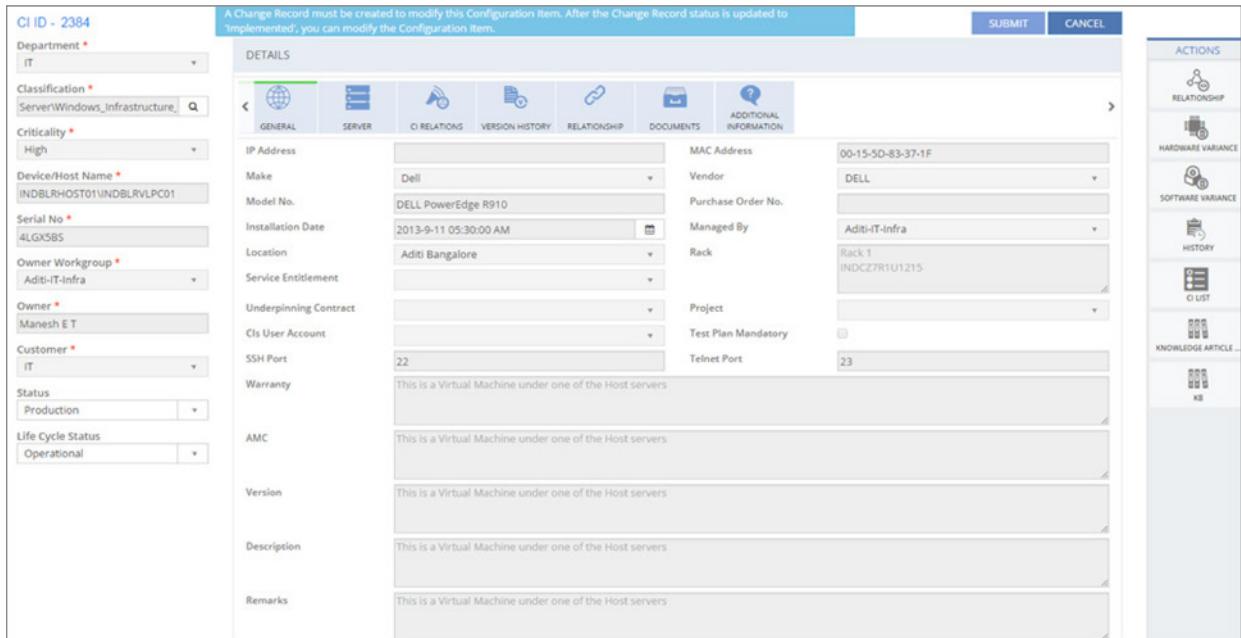 CI ID - 2384
A Change Record must be created to modify this Configuration Item. After the Change Record status is updated to
'Implemented', you can modify the Configuration Item.
SUBMIT
CANCEL
Department *
IT
Classification *
Server\Windows_Infrastructure_
Criticality *
High
Device/Host Name *
INDBLRHOST01\INDBLRVLPC01
Serial No *
4LGX5BS
Owner Workgroup *
Aditi-IT-Infra
Owner *
Manesh E T
Customer *
IT
Status
Production
Life Cycle Status
Operational
DETAILS
GENERAL
SERVER
CI RELATIONS
VERSION HISTORY
RELATIONSHIP
DOCUMENTS
ADDITIONAL
INFORMATION
IP Address
MAC Address 00-15-5D-83-37-1F
Make Dell
Vendor DELL
Model No. DELL PowerEdge R910
Purchase Order No.
Installation Date 2013-9-11 05:30:00 AM
Managed By Aditi-IT-Infra
Location Aditi Bangalore
Rack Rack 1
INDCZ7R1U1215
Service Entitlement
Underpinning Contract
Project
CIs User Account
Test Plan Mandatory
SSH Port 22
Telnet Port 23
Warranty This is a Virtual Machine under one of the Host servers
AMC This is a Virtual Machine under one of the Host servers
Version This is a Virtual Machine under one of the Host servers
Description This is a Virtual Machine under one of the Host servers
Remarks This is a Virtual Machine under one of the Host servers
ACTIONS
RELATIONSHIP
HARDWARE VARIANCE
SOFTWARE VARIANCE
HISTORY
CI LIST
KNOWLEDGE ARTICLE ...
KB